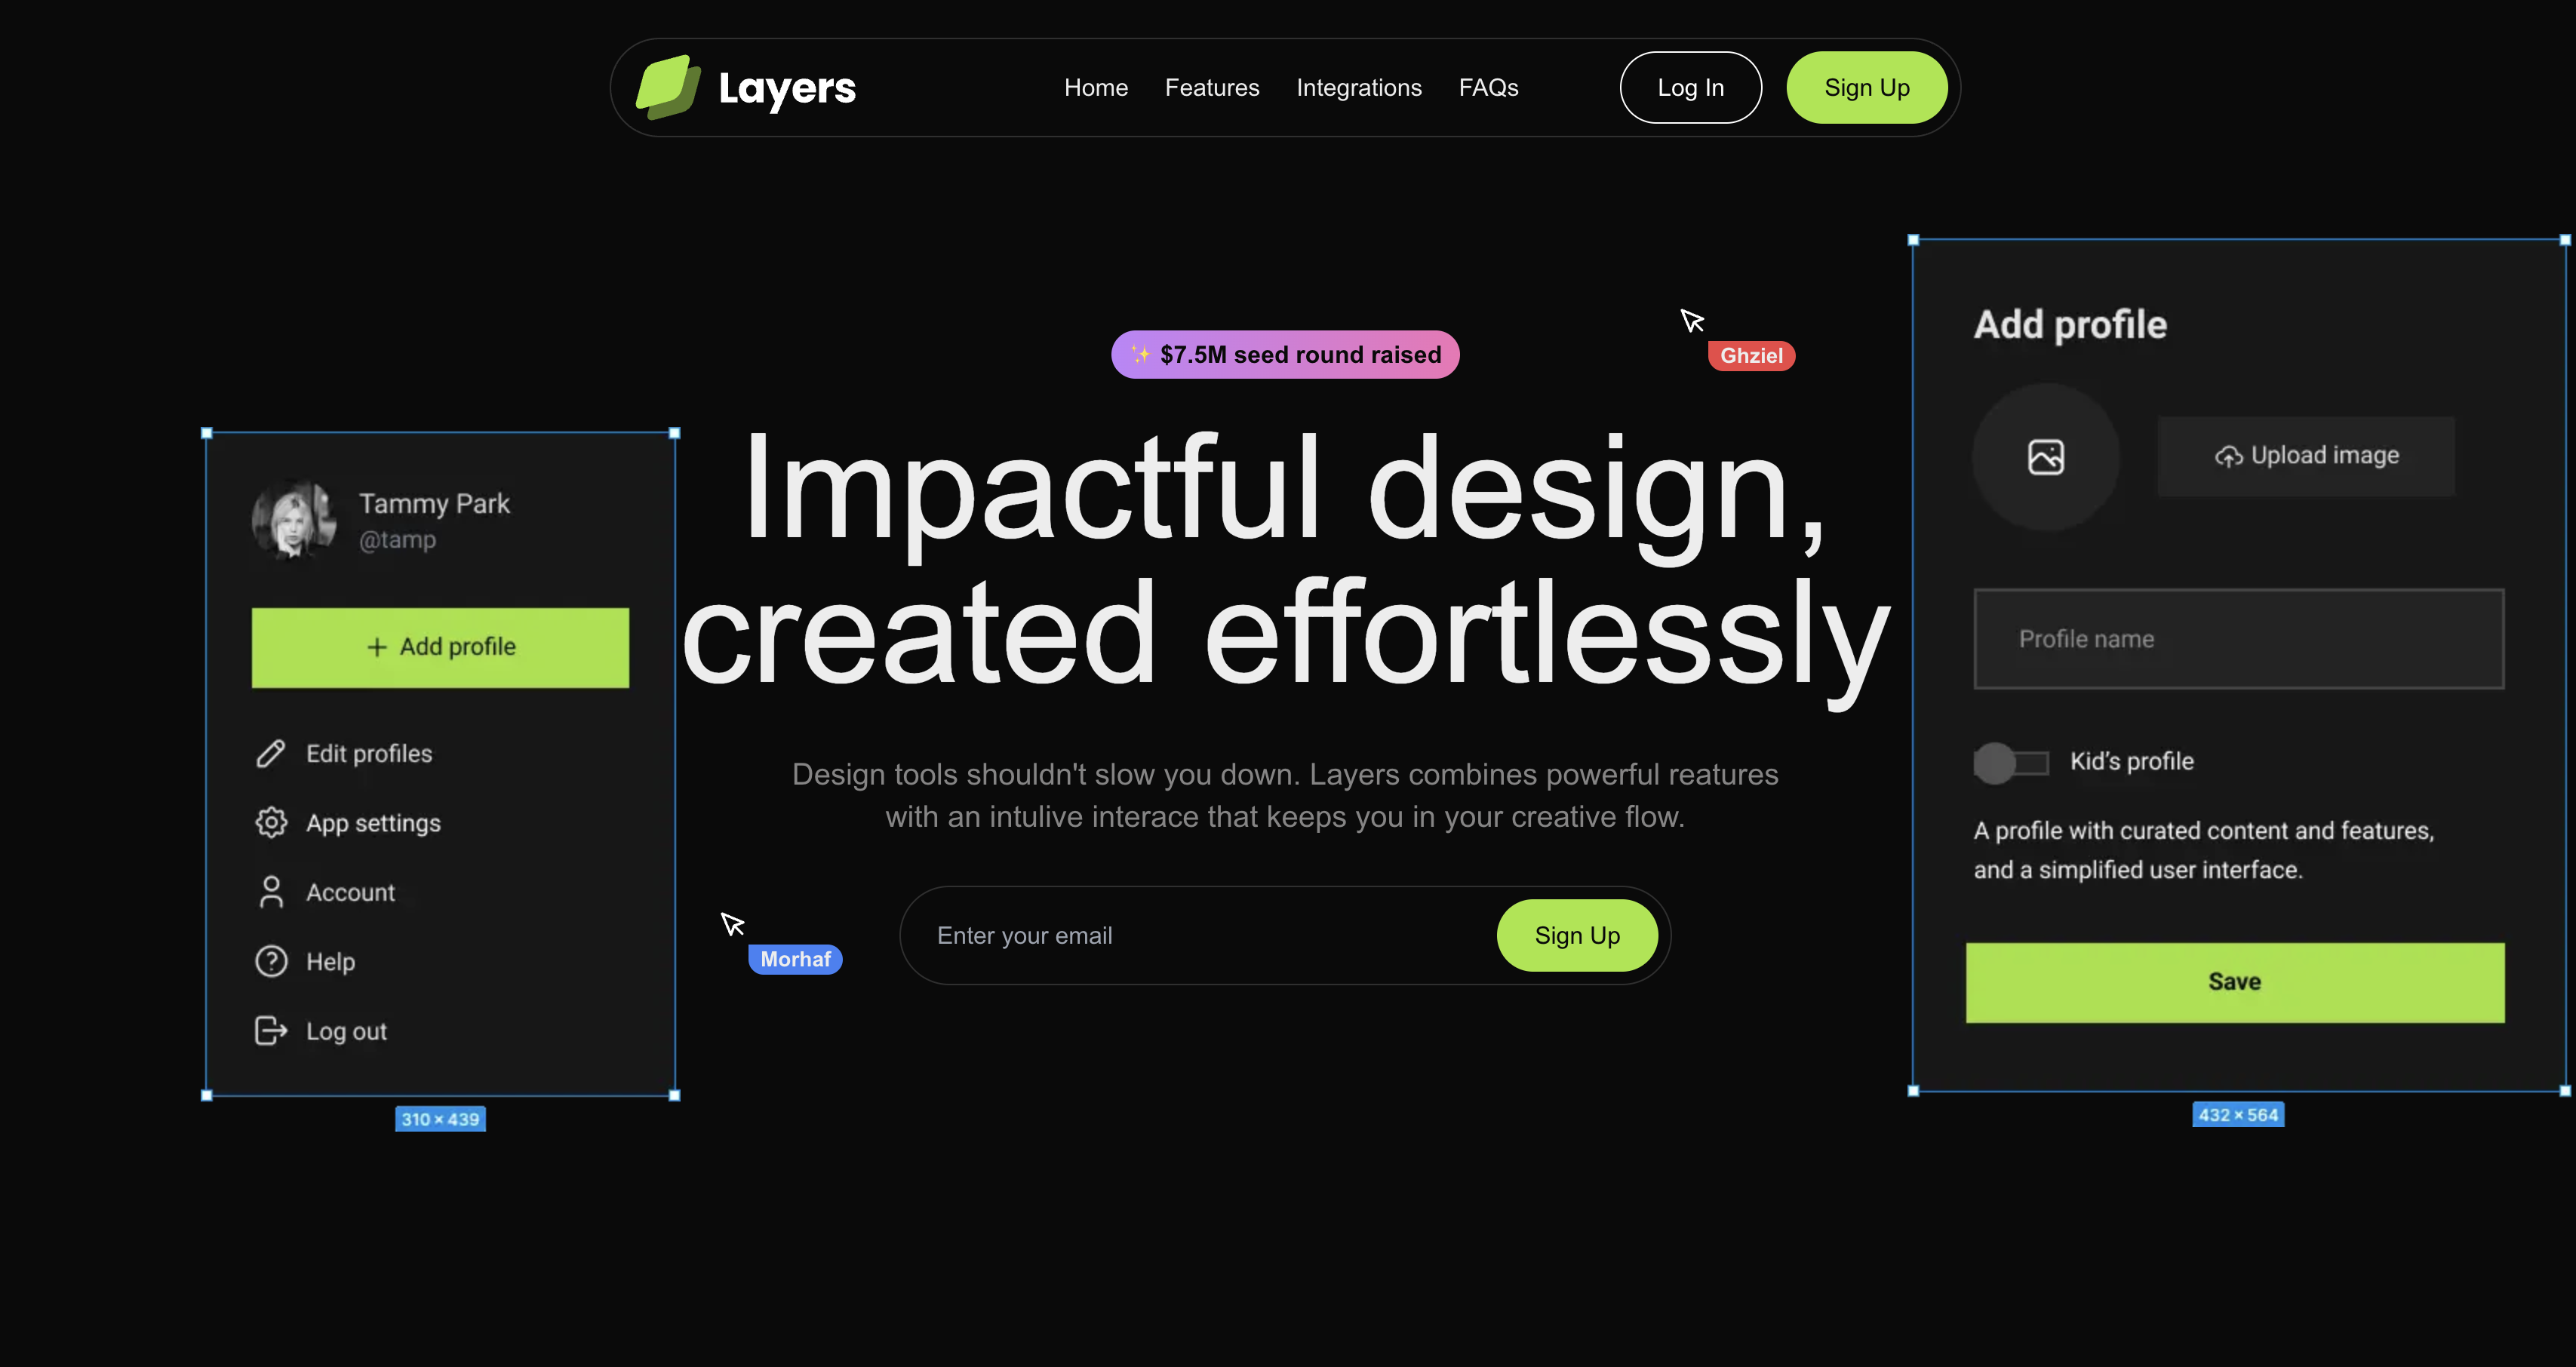 Layers
Home
Features
Integrations
FAQs
Log In
Sign Up
✨ $7.5M seed round raised
Ghziel
Impactful design,
created effortlessly
Design tools shouldn't slow you down. Layers combines powerful reatures
with an intulive interace that keeps you in your creative flow.
Enter your email
Sign Up
Morhaf
Tammy Park
@tamp
+ Add profile
Edit profiles
App settings
Account
Help
Log out
310 × 439
Add profile
Upload image
Profile name
Kid’s profile
A profile with curated content and features,
and a simplified user interface.
Save
432 × 564